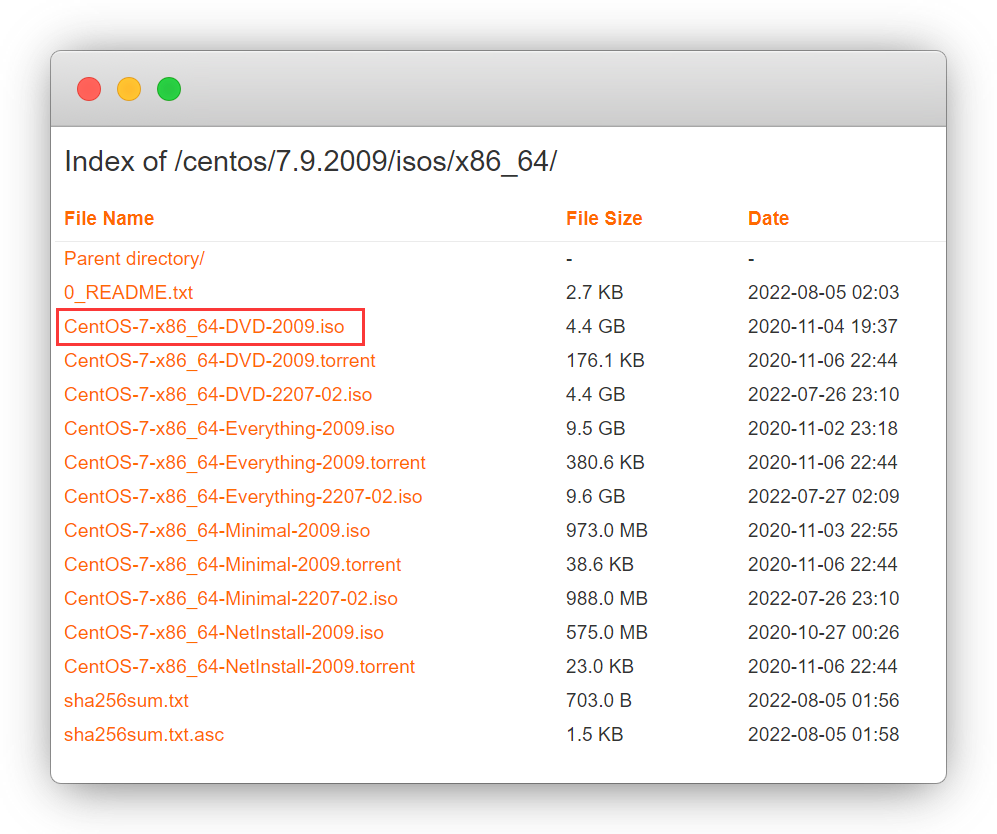 Index of /centos/7.9.2009/isos/x86_64/
File Name File Size Date
Parent directory/ - -
0_README.txt 2.7 KB 2022-08-05 02:03
CentOS-7-x86_64-DVD-2009.iso 4.4 GB 2020-11-04 19:37
CentOS-7-x86_64-DVD-2009.torrent 176.1 KB 2020-11-06 22:44
CentOS-7-x86_64-DVD-2207-02.iso 4.4 GB 2022-07-26 23:10
CentOS-7-x86_64-Everything-2009.iso 9.5 GB 2020-11-02 23:18
CentOS-7-x86_64-Everything-2009.torrent 380.6 KB 2020-11-06 22:44
CentOS-7-x86_64-Everything-2207-02.iso 9.6 GB 2022-07-27 02:09
CentOS-7-x86_64-Minimal-2009.iso 973.0 MB 2020-11-03 22:55
CentOS-7-x86_64-Minimal-2009.torrent 38.6 KB 2020-11-06 22:44
CentOS-7-x86_64-Minimal-2207-02.iso 988.0 MB 2022-07-26 23:10
CentOS-7-x86_64-NetInstall-2009.iso 575.0 MB 2020-10-27 00:26
CentOS-7-x86_64-NetInstall-2009.torrent 23.0 KB 2020-11-06 22:44
sha256sum.txt 703.0 B 2022-08-05 01:56
sha256sum.txt.asc 1.5 KB 2022-08-05 01:58